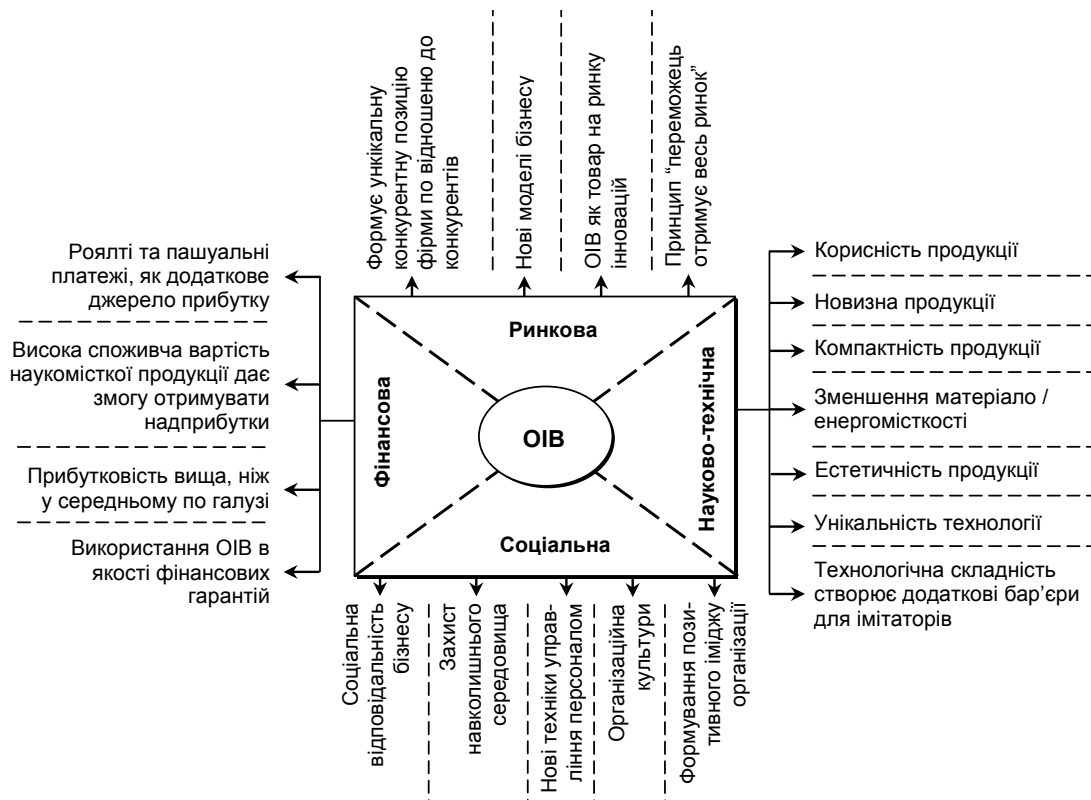 Формує ункікальну
конкурентну позицію
фірми по відношеню до
конкурентів
Нові моделі бізнесу
ОІВ як товар на ринку
інновацій
Принцип “переможець
отримує весь ринок”
Роялті та пашуальні
платежі, як додаткове
джерело прибутку
Висока споживча вартість
наукомісткої продукції дає
змогу отримувати
надприбутки
Прибутковість вища, ніж
у середньому по галузі
Використання ОІВ в
якості фінансових
гарантій
Ринкова
Фінансова
ОІВ
Науково-технічна
Соціальна
Корисність продукції
Новизна продукції
Компактність продукції
Зменшення матеріало /
енергомісткості
Естетичність продукції
Унікальність технології
Технологічна складність
створює додаткові бар’єри
для імітаторів
Соціальна
відповідальність
бізнесу
Захист
навколишнього
середовища
Нові техніки управ-
ління персоналом
Організаційна
культури
Формування пози-
тивного іміджу
організації